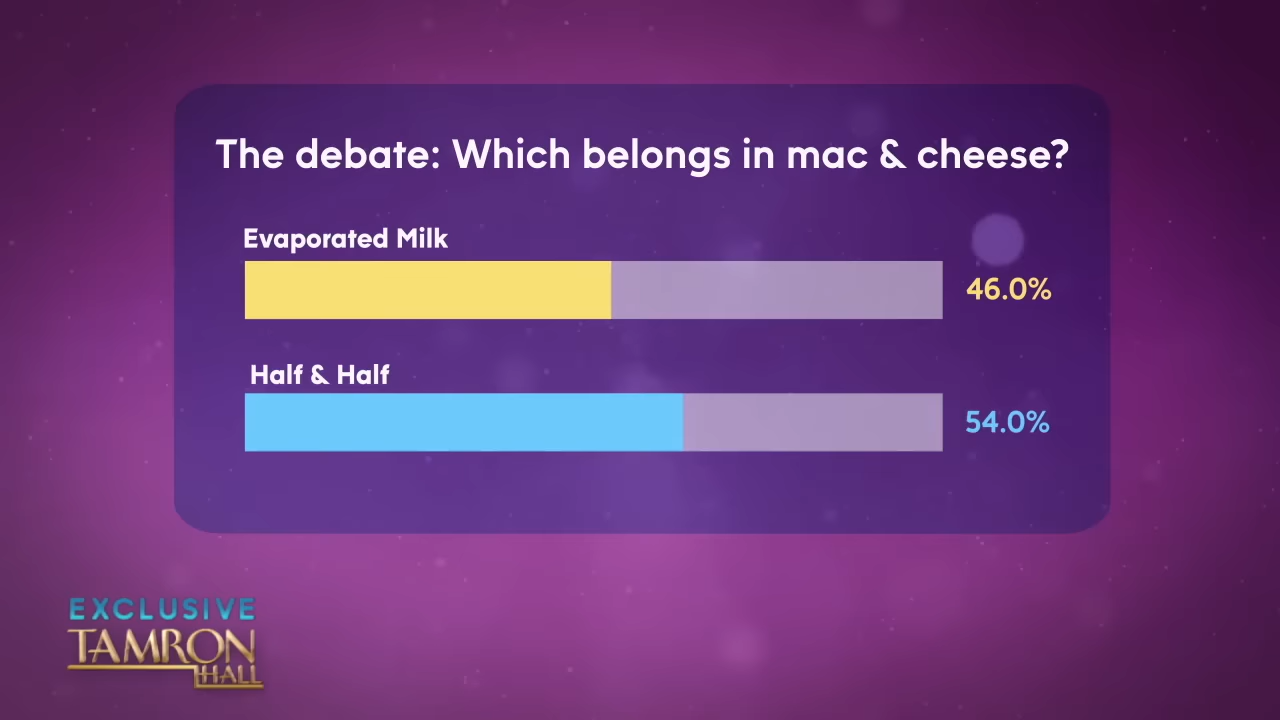 The debate: Which belongs in mac & cheese?
Evaporated Milk
46.0%
Half & Half
54.0%
EXCLUSIVE
TAMRON
HALL